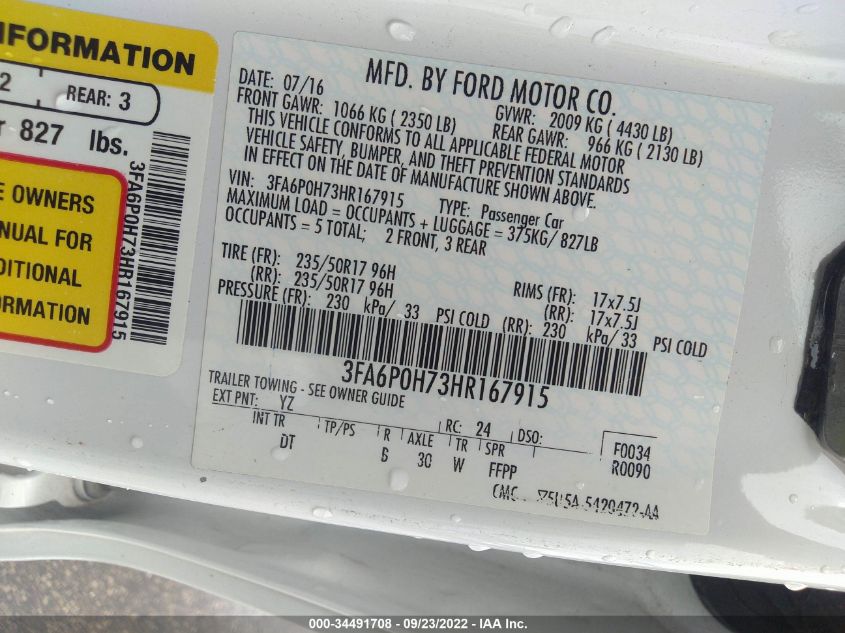 INFORMATION
2 REAR: 3
827 lbs.
E OWNERS
NUAL FOR
DITIONAL
ORMATION
3FA6P0H73HR167915
MFD. BY FORD MOTOR CO.
DATE: 07/16 GVWR: 2009 KG ( 4430 LB)
FRONT GAWR: 1066 KG ( 2350 LB) REAR GAWR: 966 KG ( 2130 LB)
THIS VEHICLE CONFORMS TO ALL APPLICABLE FEDERAL MOTOR
VEHICLE SAFETY, BUMPER, AND THEFT PREVENTION STANDARDS
IN EFFECT ON THE DATE OF MANUFACTURE SHOWN ABOVE.
VIN: 3FA6P0H73HR167915 TYPE: Passenger Car
MAXIMUM LOAD = OCCUPANTS + LUGGAGE = 375KG/ 827LB
OCCUPANTS = 5 TOTAL; 2 FRONT, 3 REAR
TIRE (FR): 235/50R17 96H RIMS (FR): 17x7.5J
(RR): 235/50R17 96H (RR): 17x7.5J
PRESSURE (FR): 230 kPa/ 33 PSI COLD (RR): 230 kPa/ 33 PSI COLD
3FA6P0H73HR167915
TRAILER TOWING - SEE OWNER GUIDE
EXT PNT: YZ RC: 24 DSO: F0034
INT TR TP/PS R AXLE TR SPR R0090
DT B 30 W FFPP
000-34491708 - 09/23/2022 - IAA Inc.